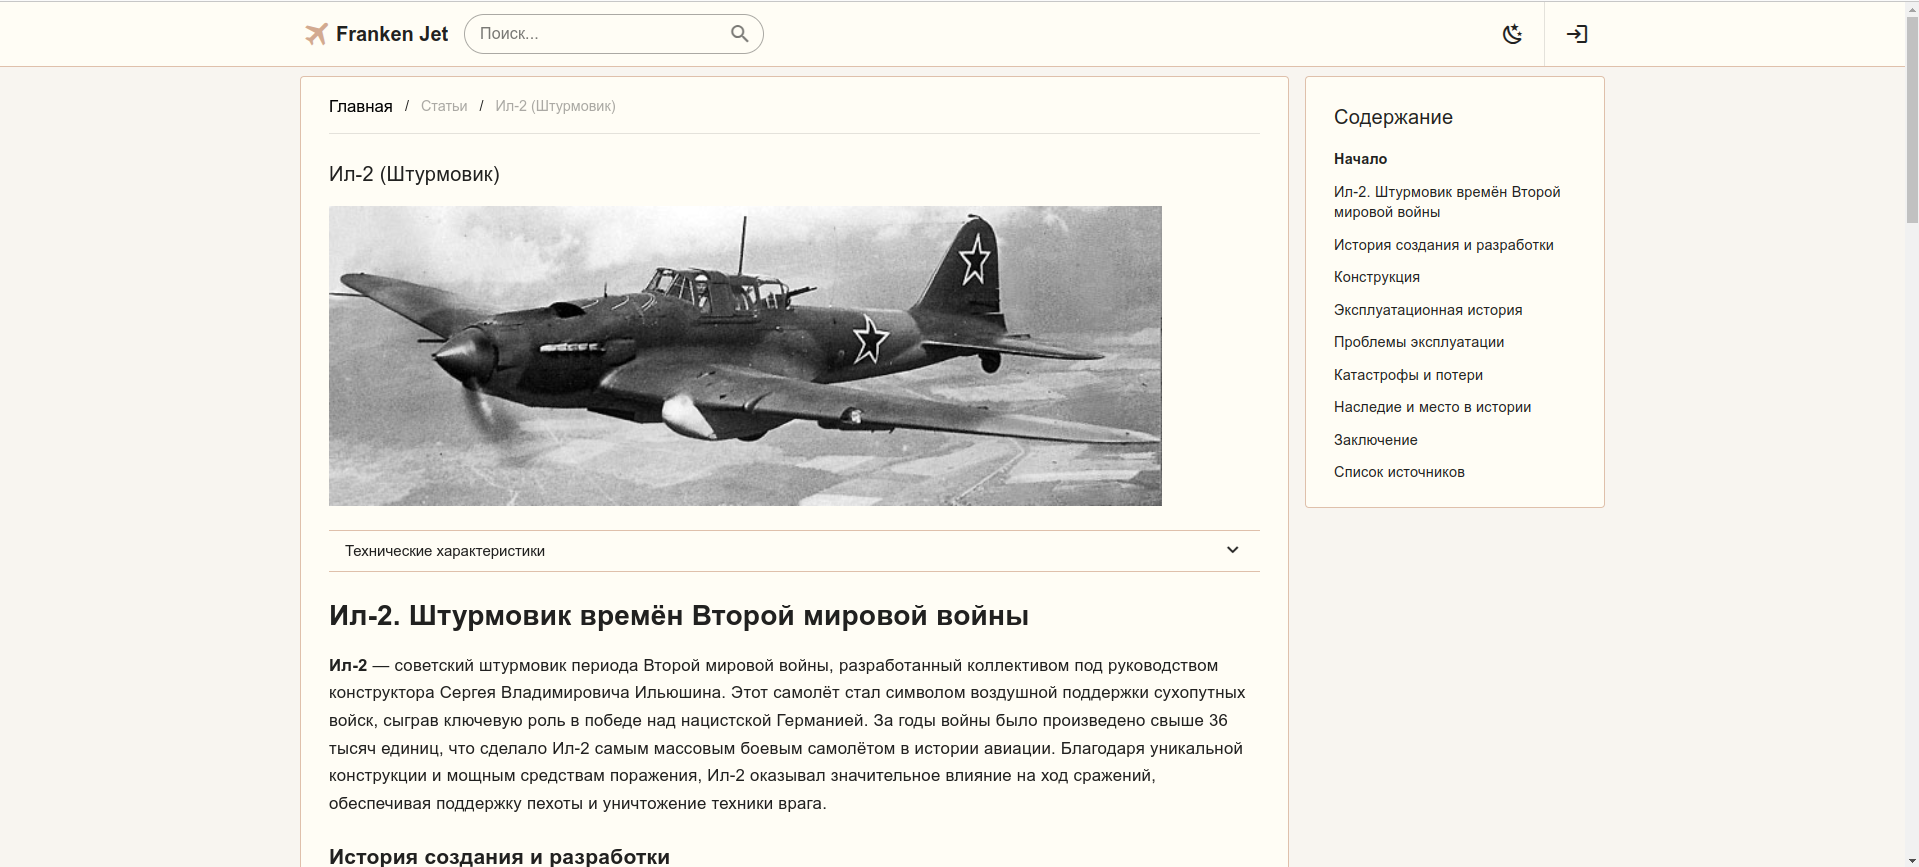 Franken Jet
Поиск...
Главная / Статьи / Ил-2 (Штурмовик)
Ил-2 (Штурмовик)
Технические характеристики
Ил-2. Штурмовик времён Второй мировой войны
Ил-2 — советский штурмовик периода Второй мировой войны, разработанный коллективом под руководством
конструктора Сергея Владимировича Ильюшина. Этот самолёт стал символом воздушной поддержки сухопутных
войск, сыграв ключевую роль в победе над нацистской Германией. За годы войны было произведено свыше 36
тысяч единиц, что сделало Ил-2 самым массовым боевым самолётом в истории авиации. Благодаря уникальной
конструкции и мощным средствам поражения, Ил-2 оказывал значительное влияние на ход сражений,
обеспечивая поддержку пехоты и уничтожение техники врага.
История создания и разработки
Содержание
Начало
Ил-2. Штурмовик времён Второй
мировой войны
История создания и разработки
Конструкция
Эксплуатационная история
Проблемы эксплуатации
Катастрофы и потери
Наследие и место в истории
Заключение
Список источников